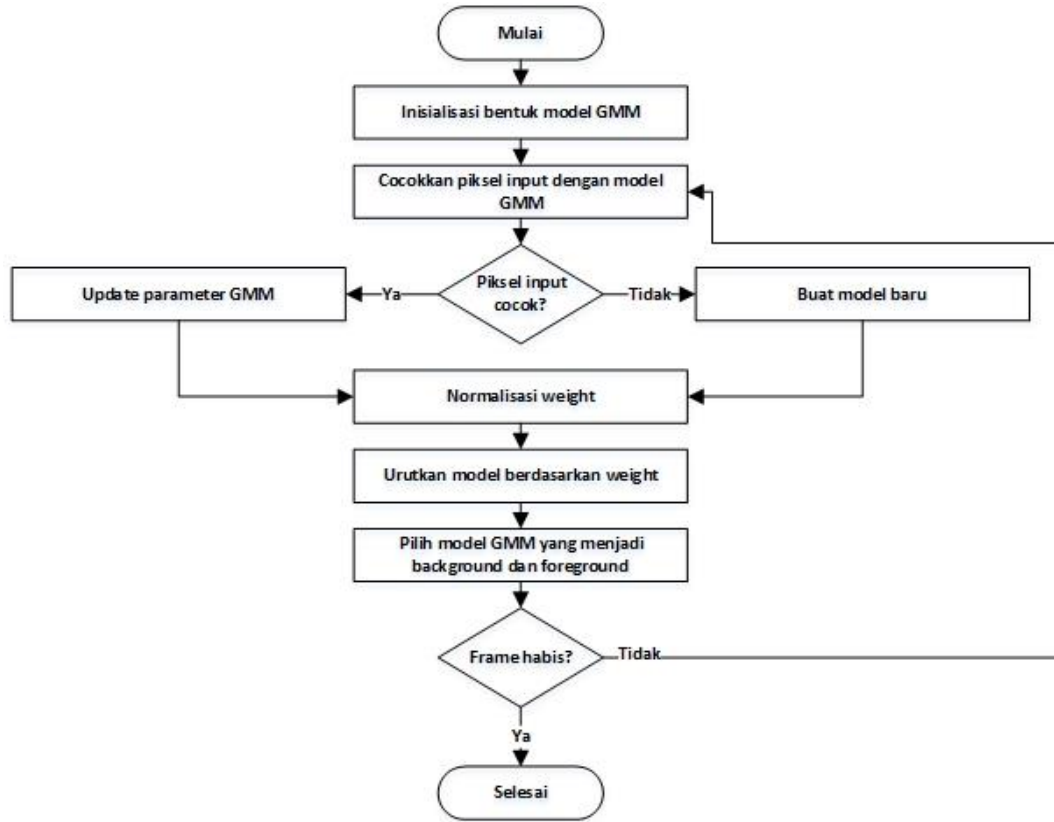 Mulai
Inisialisasi bentuk model GMM
Cocokkan piksel input dengan model
GMM
Piksel input
cocok?
Ya
Tidak
Update parameter GMM
Buat model baru
Normalisasi weight
Urutkan model berdasarkan weight
Pilih model GMM yang menjadi
background dan foreground
Frame habis?
Tidak
Ya
Selesai